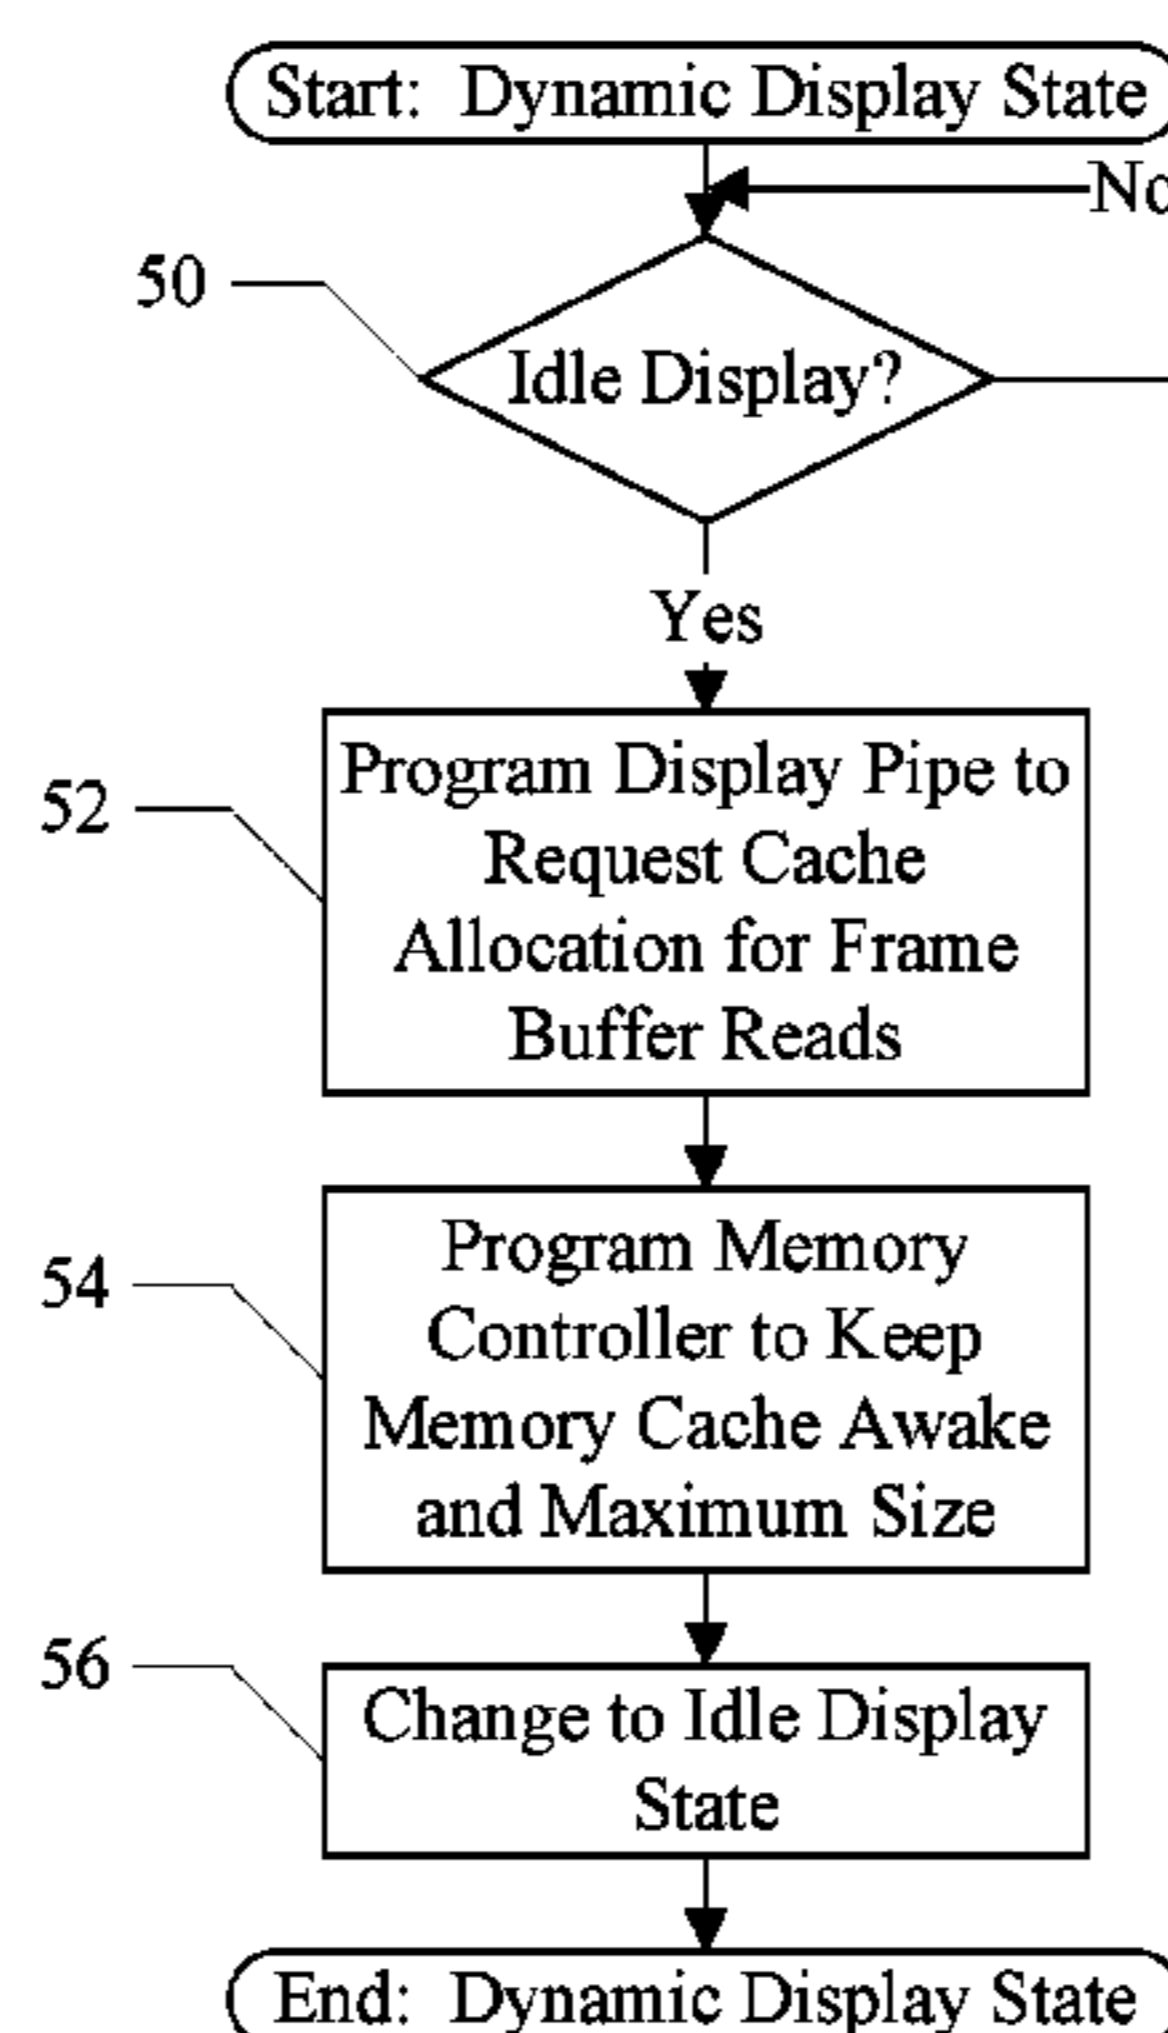 Start: Dynamic Display State
No
50
Idle Display?
Yes
52
Program Display Pipe to
Request Cache
Allocation for Frame
Buffer Reads
54
Program Memory
Controller to Keep
Memory Cache Awake
and Maximum Size
56
Change to Idle Display
State
End: Dynamic Display State